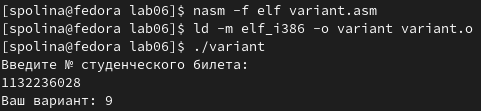 [spolina@fedora lab06]$ nasm -f elf variant.asm
[spolina@fedora lab06]$ ld -m elf_i386 -o variant variant.o
[spolina@fedora lab06]$ ./variant
Введите № студенческого билета:
1132236028
Ваш вариант: 9